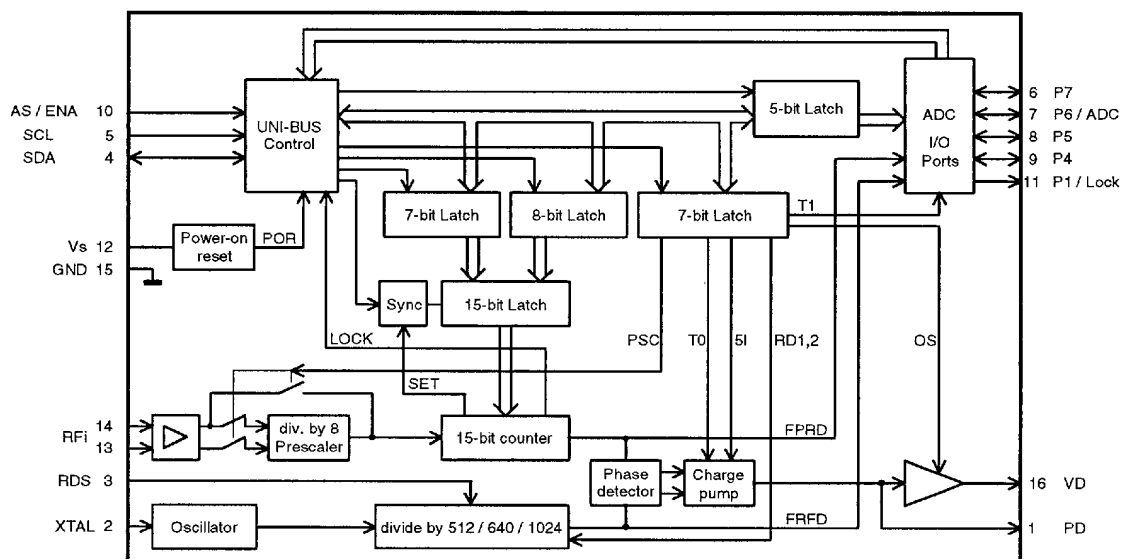 AS / ENA 10
SCL 5
SDA 4
Vs 12
GND 15
RFi 14
13
RDS 3
XTAL 2
UNI-BUS
Control
5-bit Latch
ADC
I/O
Ports
6 P7
7 P6 / ADC
8 P5
9 P4
11 P1 / Lock
7-bit Latch
8-bit Latch
7-bit Latch
T1
Power-on
reset
POR
Sync
15-bit Latch
LOCK
SET
PSC
T0
5I
RD1,2
OS
div. by 8
Prescaler
15-bit counter
FPRD
Phase
detector
Charge
pump
16 VD
1 PD
Oscillator
divide by 512 / 640 / 1024
FRFD